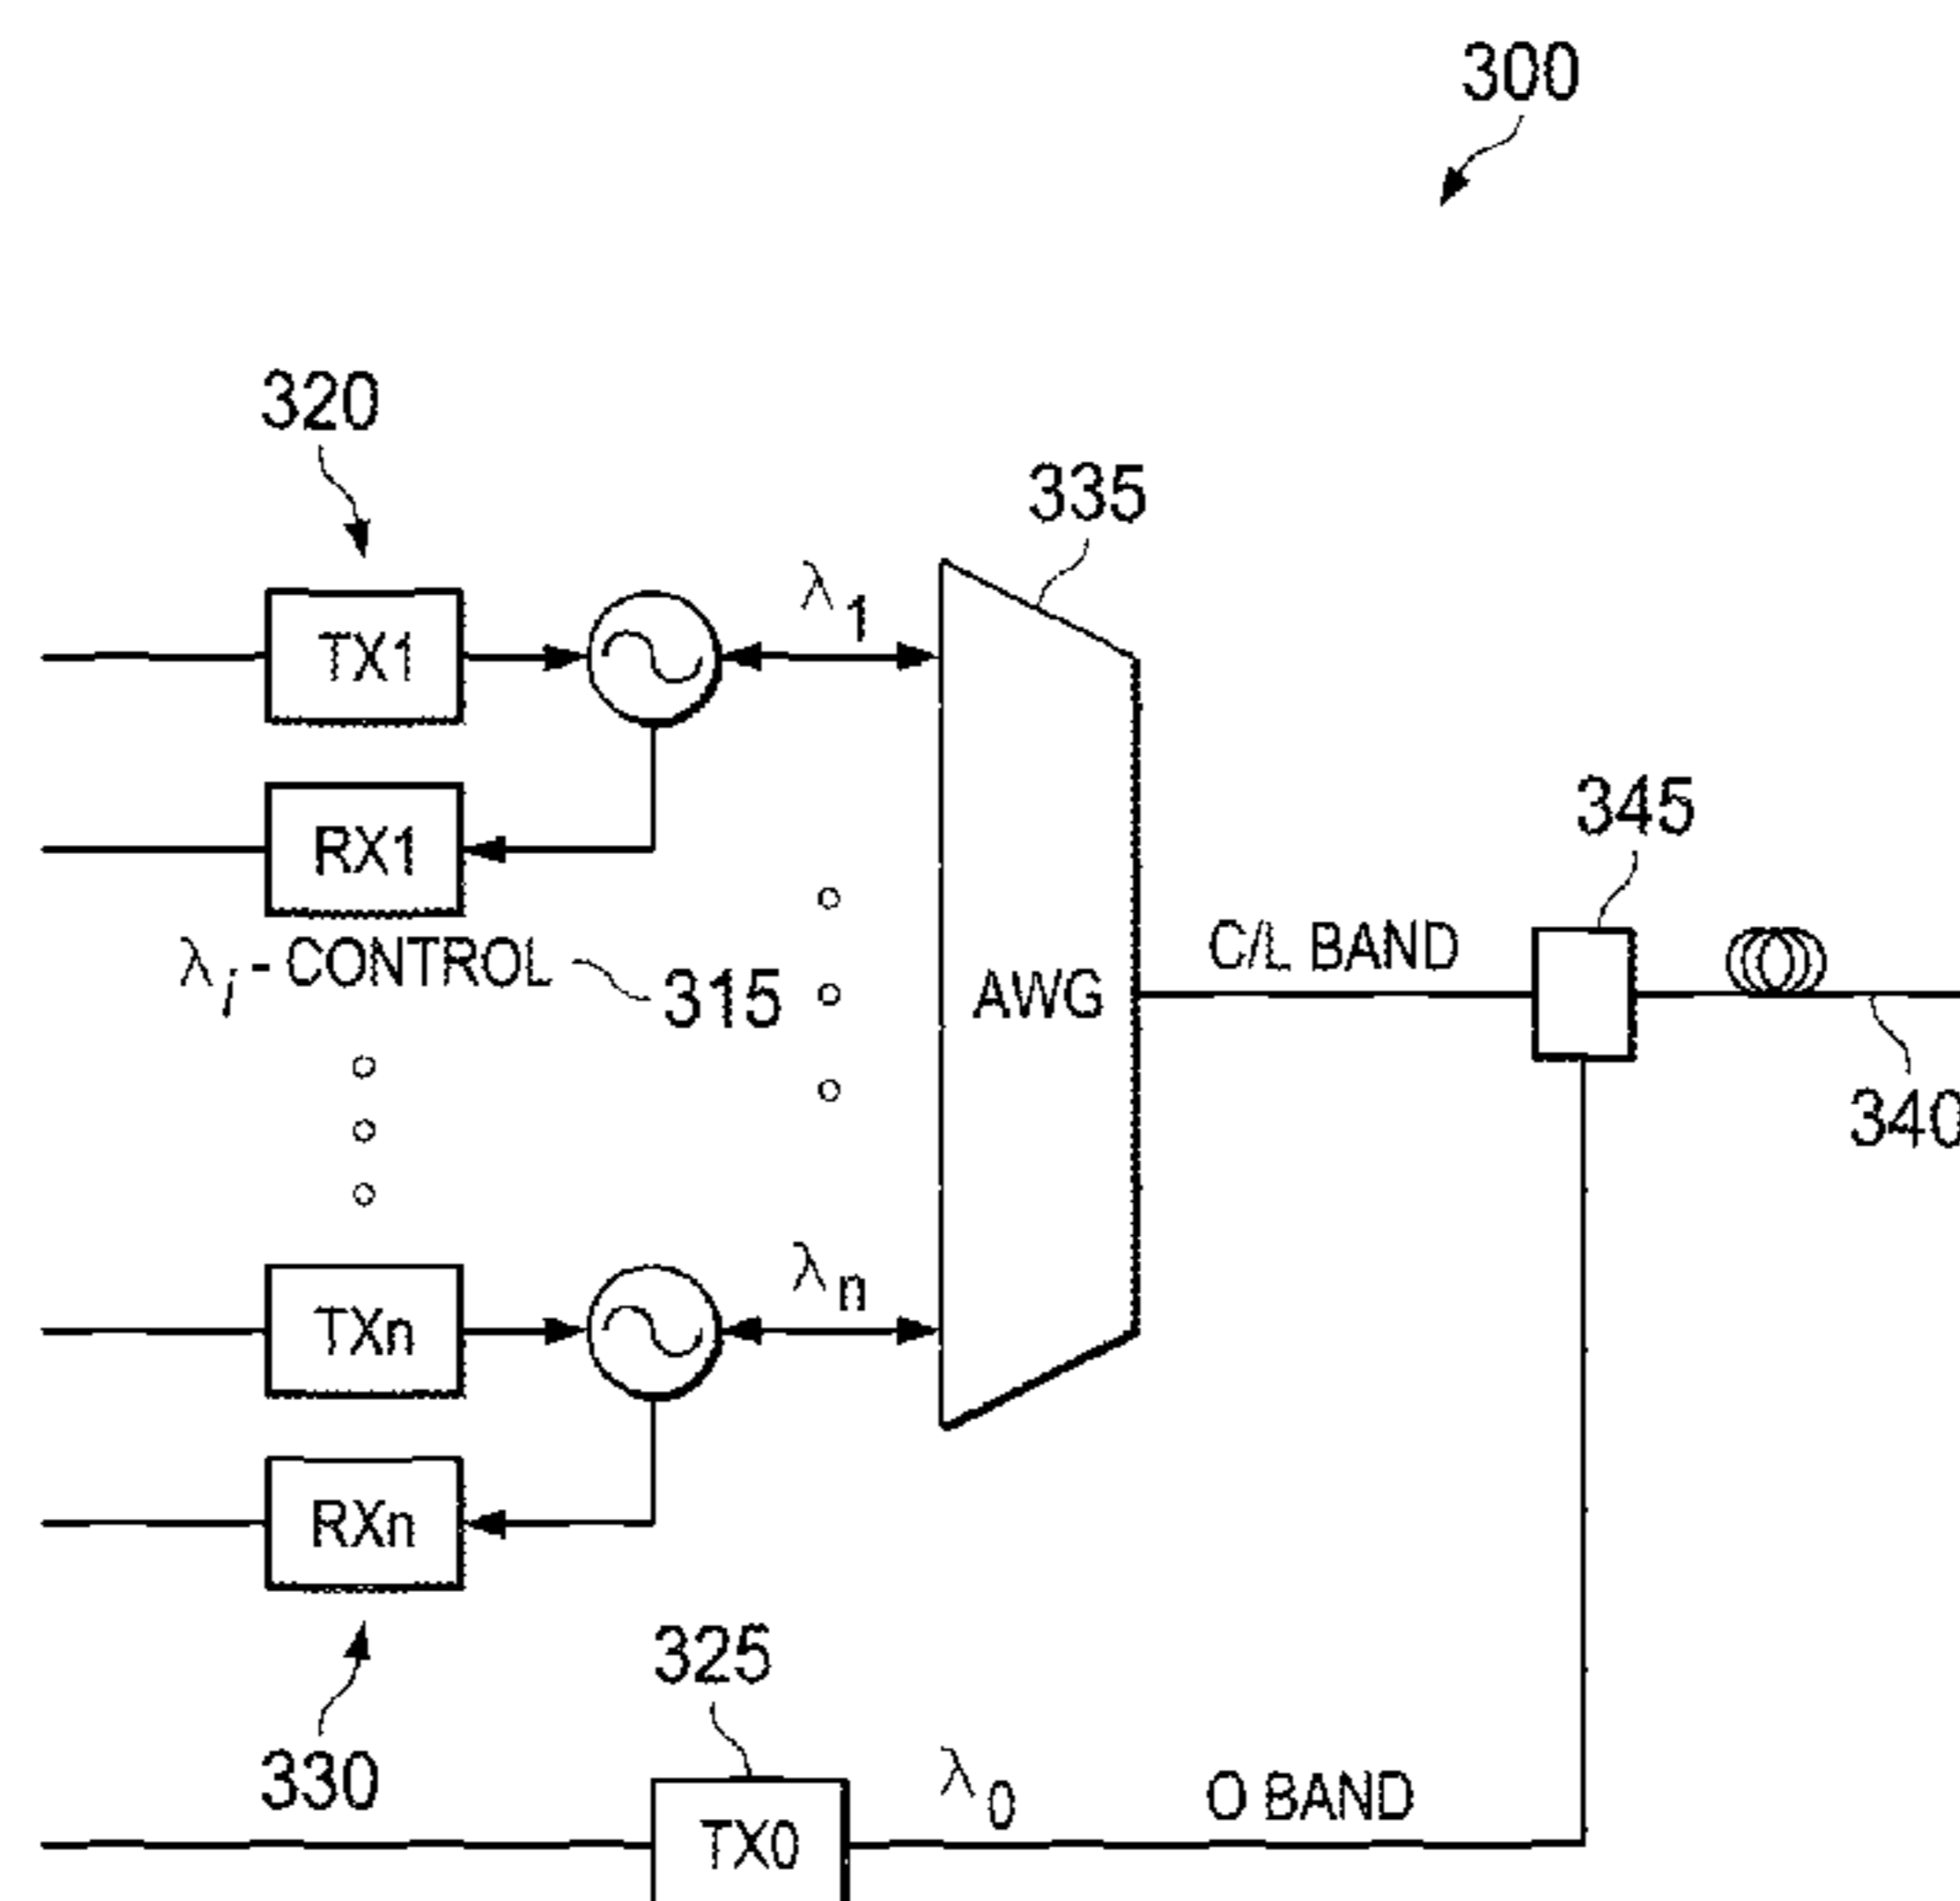 300
320
335
λ1
TX1
345
RX1
C/L BAND
λi - CONTROL
315
AWG
340
λn
TXn
RXn
325
330
λ0
O BAND
TX0